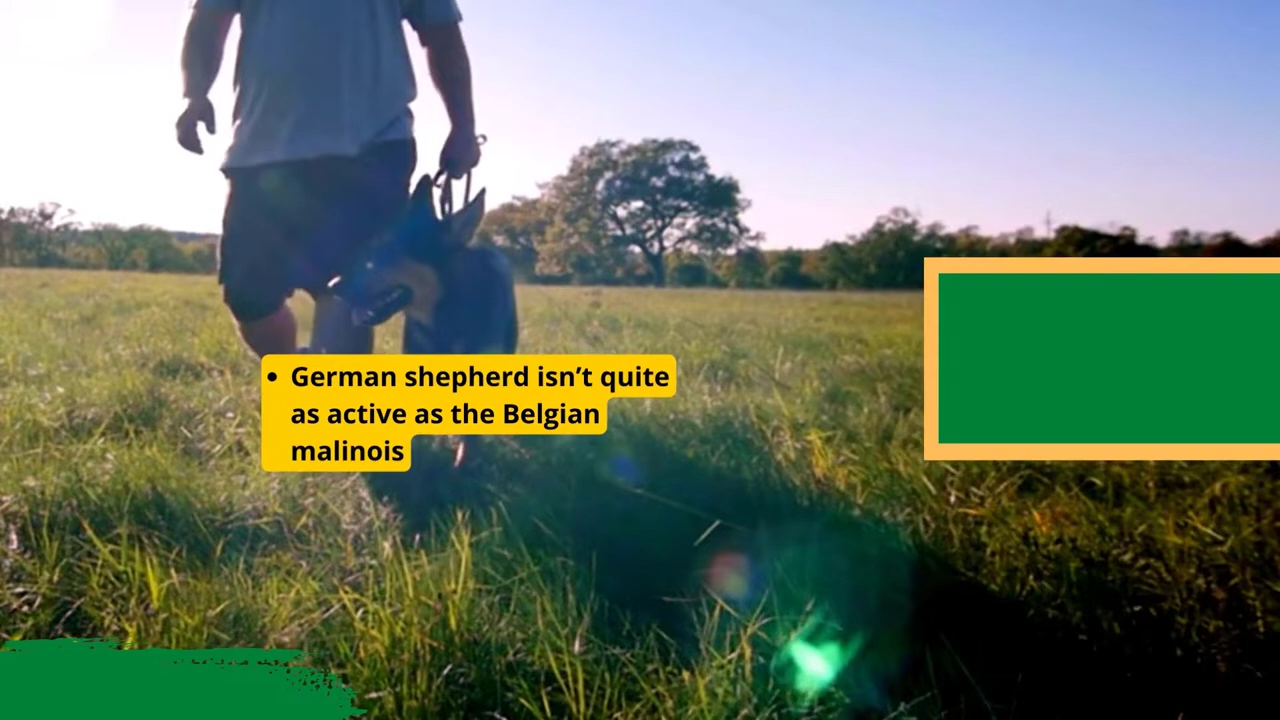 • German shepherd isn’t quite
as active as the Belgian
malinois